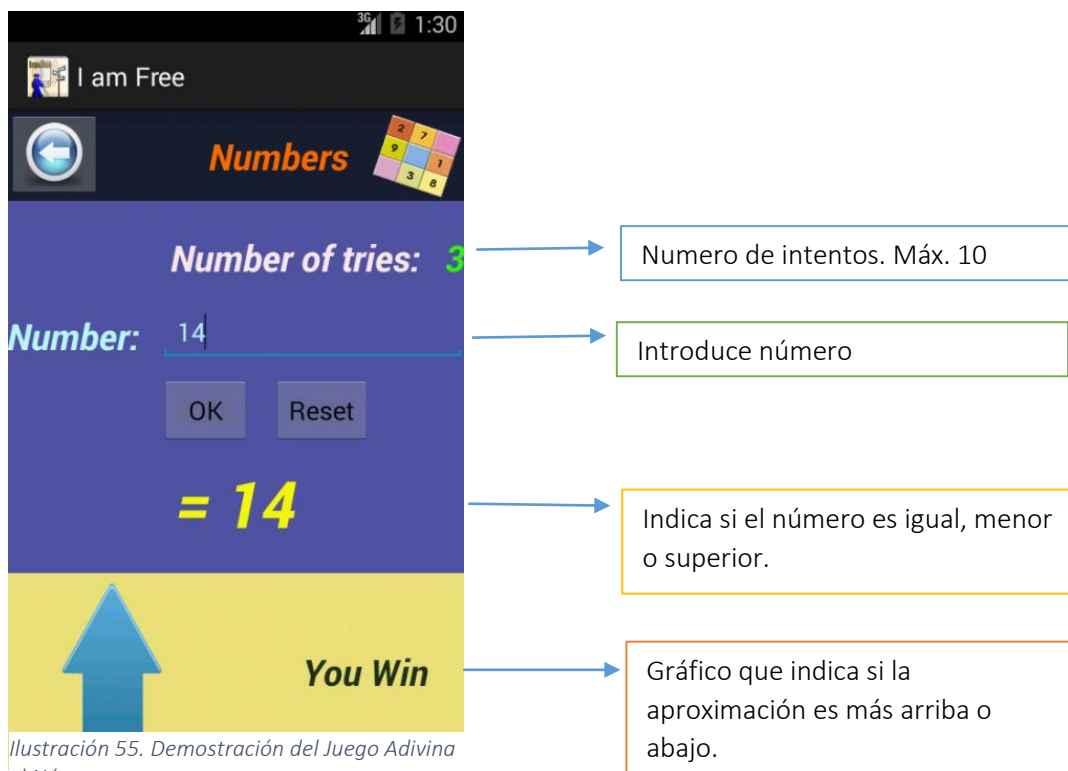 3G 1:30
I am Free
Numbers
2 7
9 1
3 8
Number of tries: 3
Numero de intentos. Máx. 10
Number: 14
Introduce número
OK Reset
= 14
Indica si el número es igual, menor
o superior.
You Win
Gráfico que indica si la
aproximación es más arriba o
abajo.
Ilustración 55. Demostración del Juego Adivina